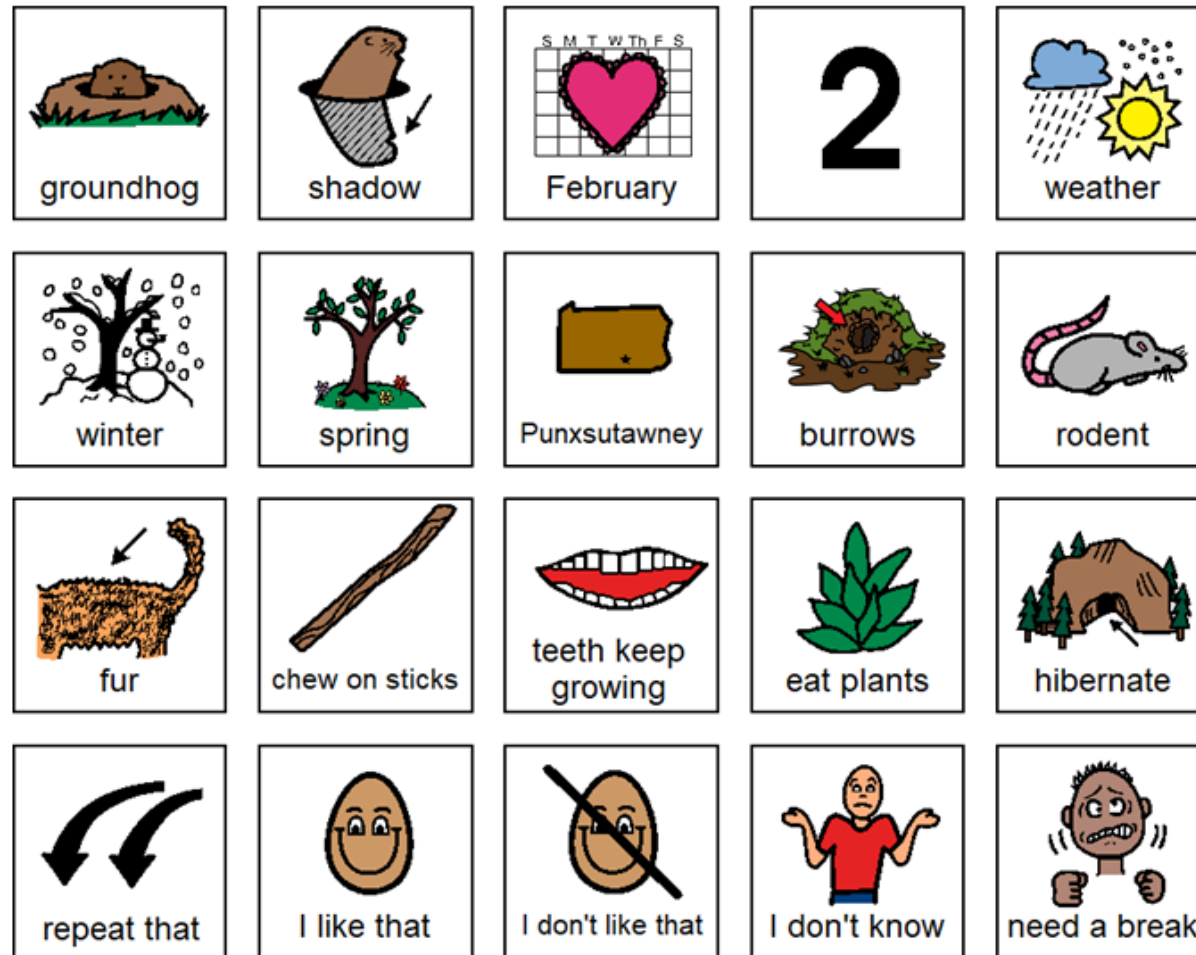 groundhog
shadow
S M T W Th F S
February
2
weather
winter
spring
Punxsutawney
burrows
rodent
fur
chew on sticks
teeth keep
growing
eat plants
hibernate
repeat that
I like that
I don't like that
I don't know
need a break